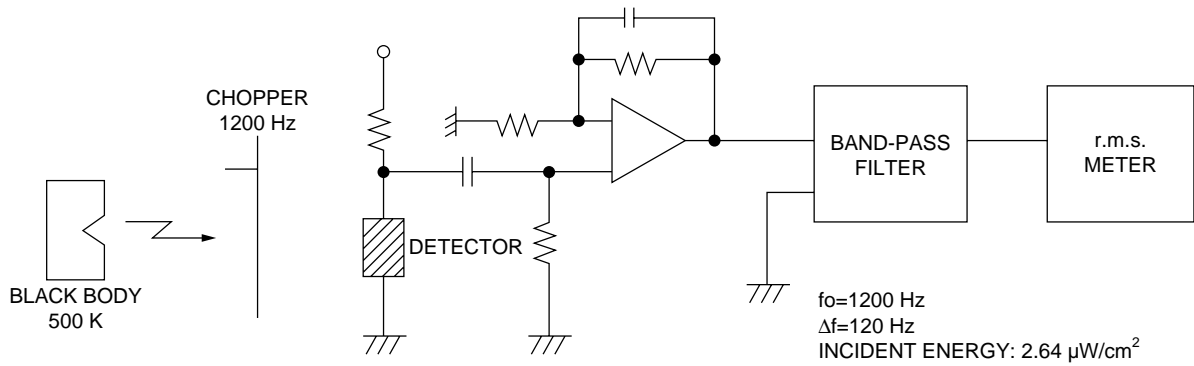 CHOPPER
1200 Hz
BLACK BODY
500 K
DETECTOR
BAND-PASS
FILTER
r.m.s.
METER
fo=1200 Hz
Δf=120 Hz
INCIDENT ENERGY: 2.64 μW/cm²